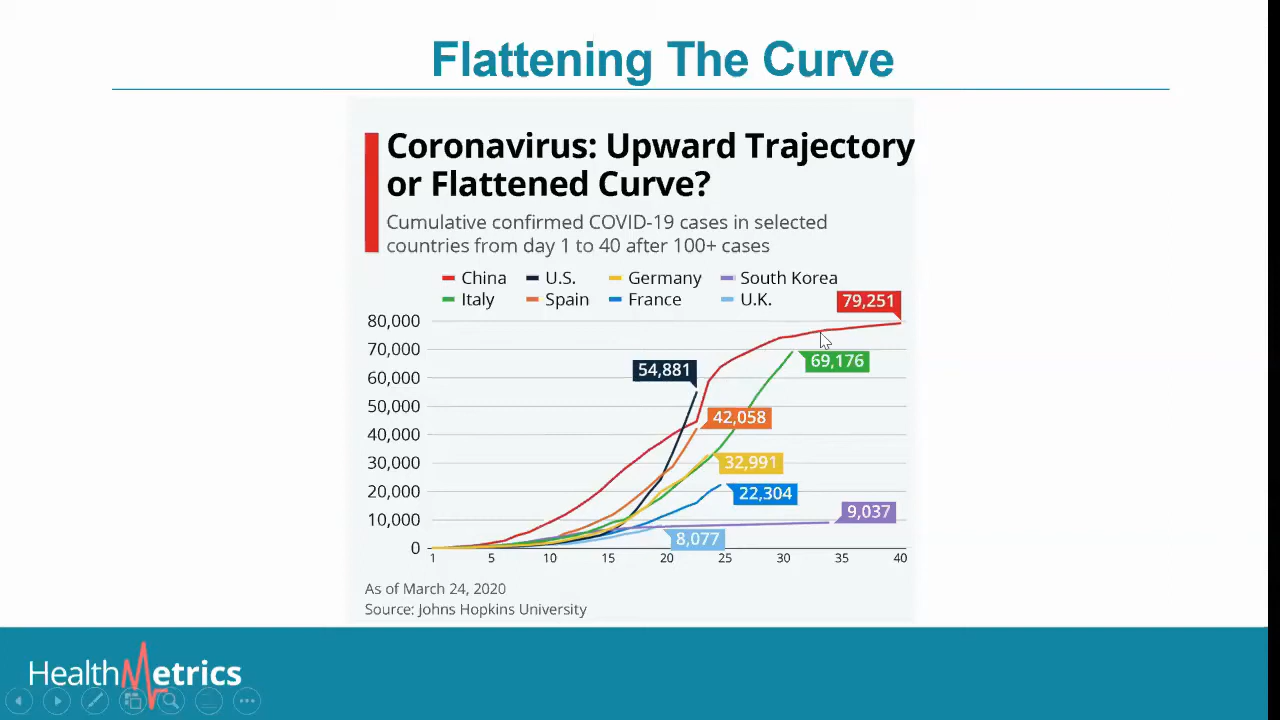 Flattening The Curve
Coronavirus: Upward Trajectory
or Flattened Curve?
Cumulative confirmed COVID-19 cases in selected
countries from day 1 to 40 after 100+ cases
China U.S. Germany South Korea
Italy Spain France U.K.
79,251
80,000
70,000
69,176
54,881
60,000
50,000
42,058
40,000
32,991
30,000
22,304
20,000
9,037
10,000
8,077
0
1 5 10 15 20 25 30 35 40
As of March 24, 2020
Source: Johns Hopkins University
HealthMetrics